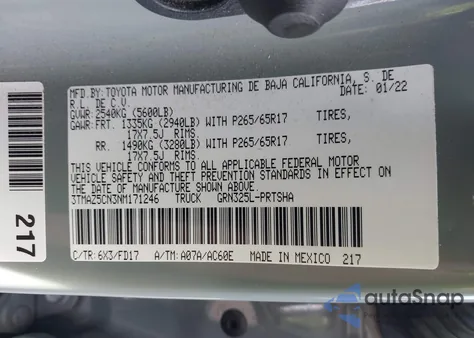 MFD. BY: TOYOTA MOTOR MANUFACTURING DE BAJA CALIFORNIA, S. DE
R.L. DE C.V. DATE: 01/22
GVWR: 2540KG (5600LB)
GAWR: FRT. 1335KG (2940LB) WITH P265/65R17 TIRES,
17X7.5J RIMS.
RR. 1490KG (3280LB) WITH P265/65R17 TIRES,
17X7.5J RIMS.
THIS VEHICLE CONFORMS TO ALL APPLICABLE FEDERAL MOTOR
VEHICLE SAFETY AND THEFT PREVENTION STANDARDS IN
EFFECT ON THE DATE OF MANUFACTURE SHOWN ABOVE.
3TMAZ5CN3NM171246 TRUCK GRN325L-PRTSHA
C/TR: 6X3/FD17 A/TM: A07A/AC60E MADE IN MEXICO 217
217
autoSnap